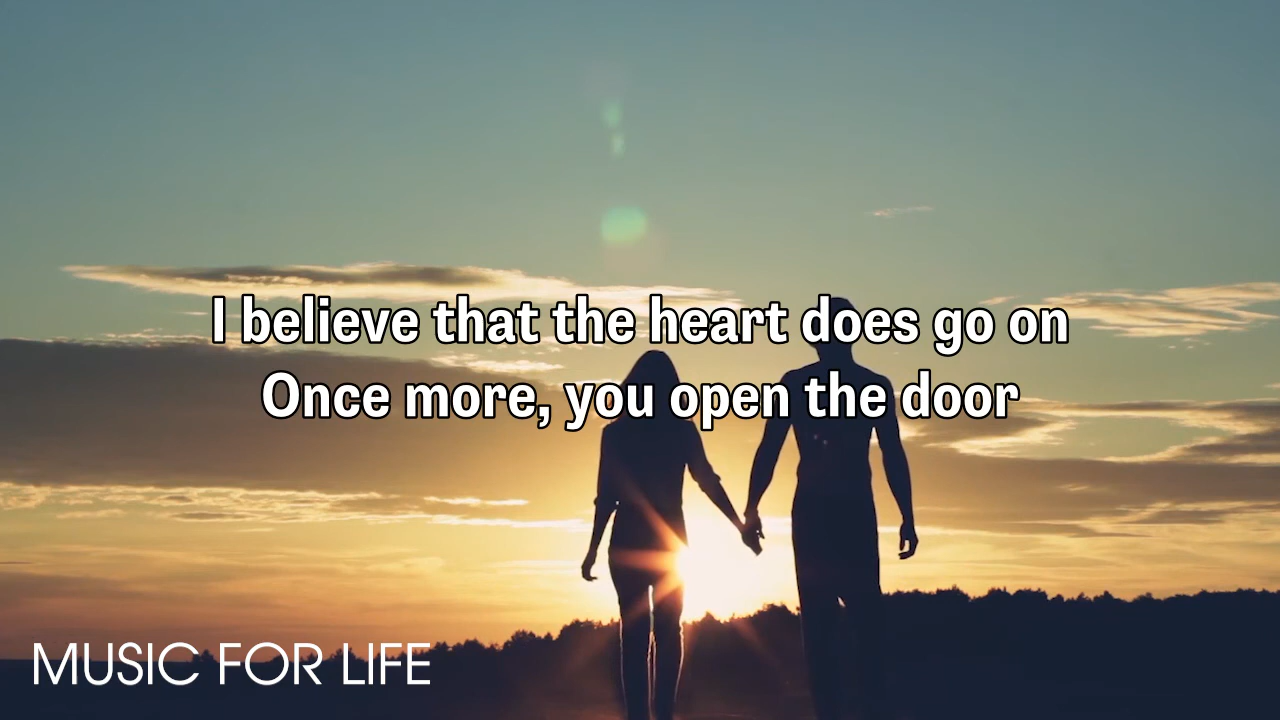 I believe that the heart does go on
Once more, you open the door
MUSIC FOR LIFE